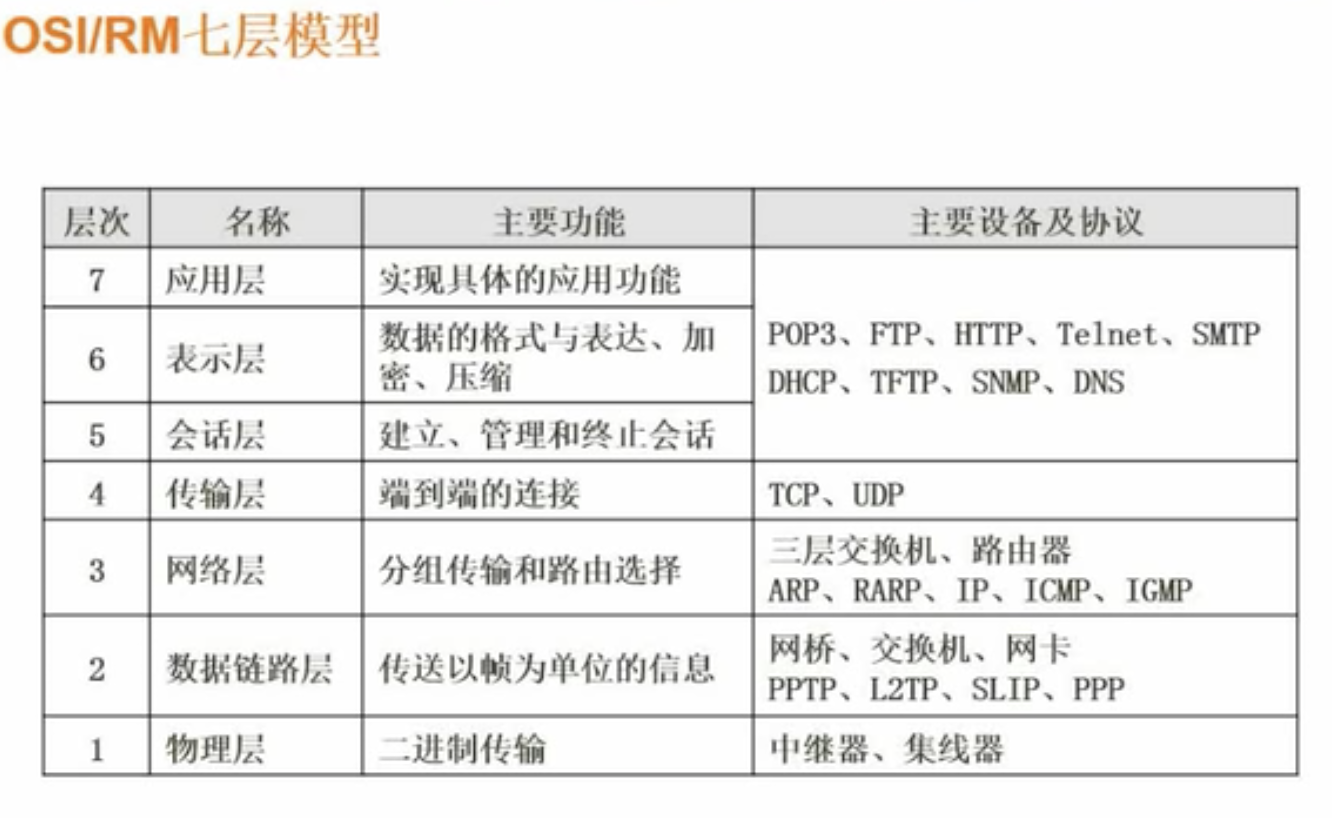 OSI/RM七层模型
层次 名称 主要功能 主要设备及协议
7 应用层 实现具体的应用功能
6 表示层 数据的格式与表达、加
密、压缩
5 会话层 建立、管理和终止会话
POP3、FTP、HTTP、Telnet、SMTP
DHCP、TFTP、SNMP、DNS
4 传输层 端到端的连接 TCP、UDP
3 网络层 分组传输和路由选择 三层交换机、路由器
ARP、RARP、IP、ICMP、IGMP
2 数据链路层 传送以帧为单位的信息 网桥、交换机、网卡
PPTP、L2TP、SLIP、PPP
1 物理层 二进制传输 中继器、集线器